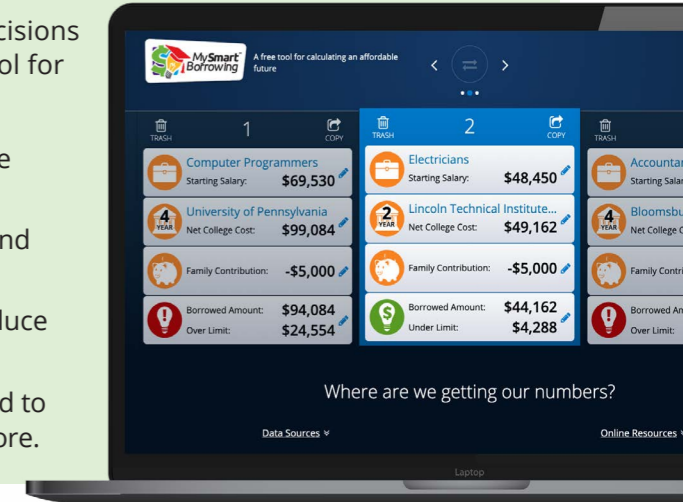 cisions
ol for
e
nd
duce
d to
ore.
MySmart
Borrowing
A free tool for calculating an affordable
future
TRASH
1
COPY
Computer Programmers
Starting Salary: $69,530
4
YEAR
University of Pennsylvania
Net College Cost: $99,084
Family Contribution: -$5,000
Borrowed Amount: $94,084
Over Limit: $24,554
TRASH
2
COPY
Electricians
Starting Salary: $48,450
2
YEAR
Lincoln Technical Institute...
Net College Cost: $49,162
Family Contribution: -$5,000
Borrowed Amount: $44,162
Under Limit: $4,288
TRASH
Accountan
Starting Salar
4
YEAR
Bloomsbu
Net College C
Family Contri
Borrowed An
Over Limit:
Where are we getting our numbers?
Data Sources
Online Resources
Laptop